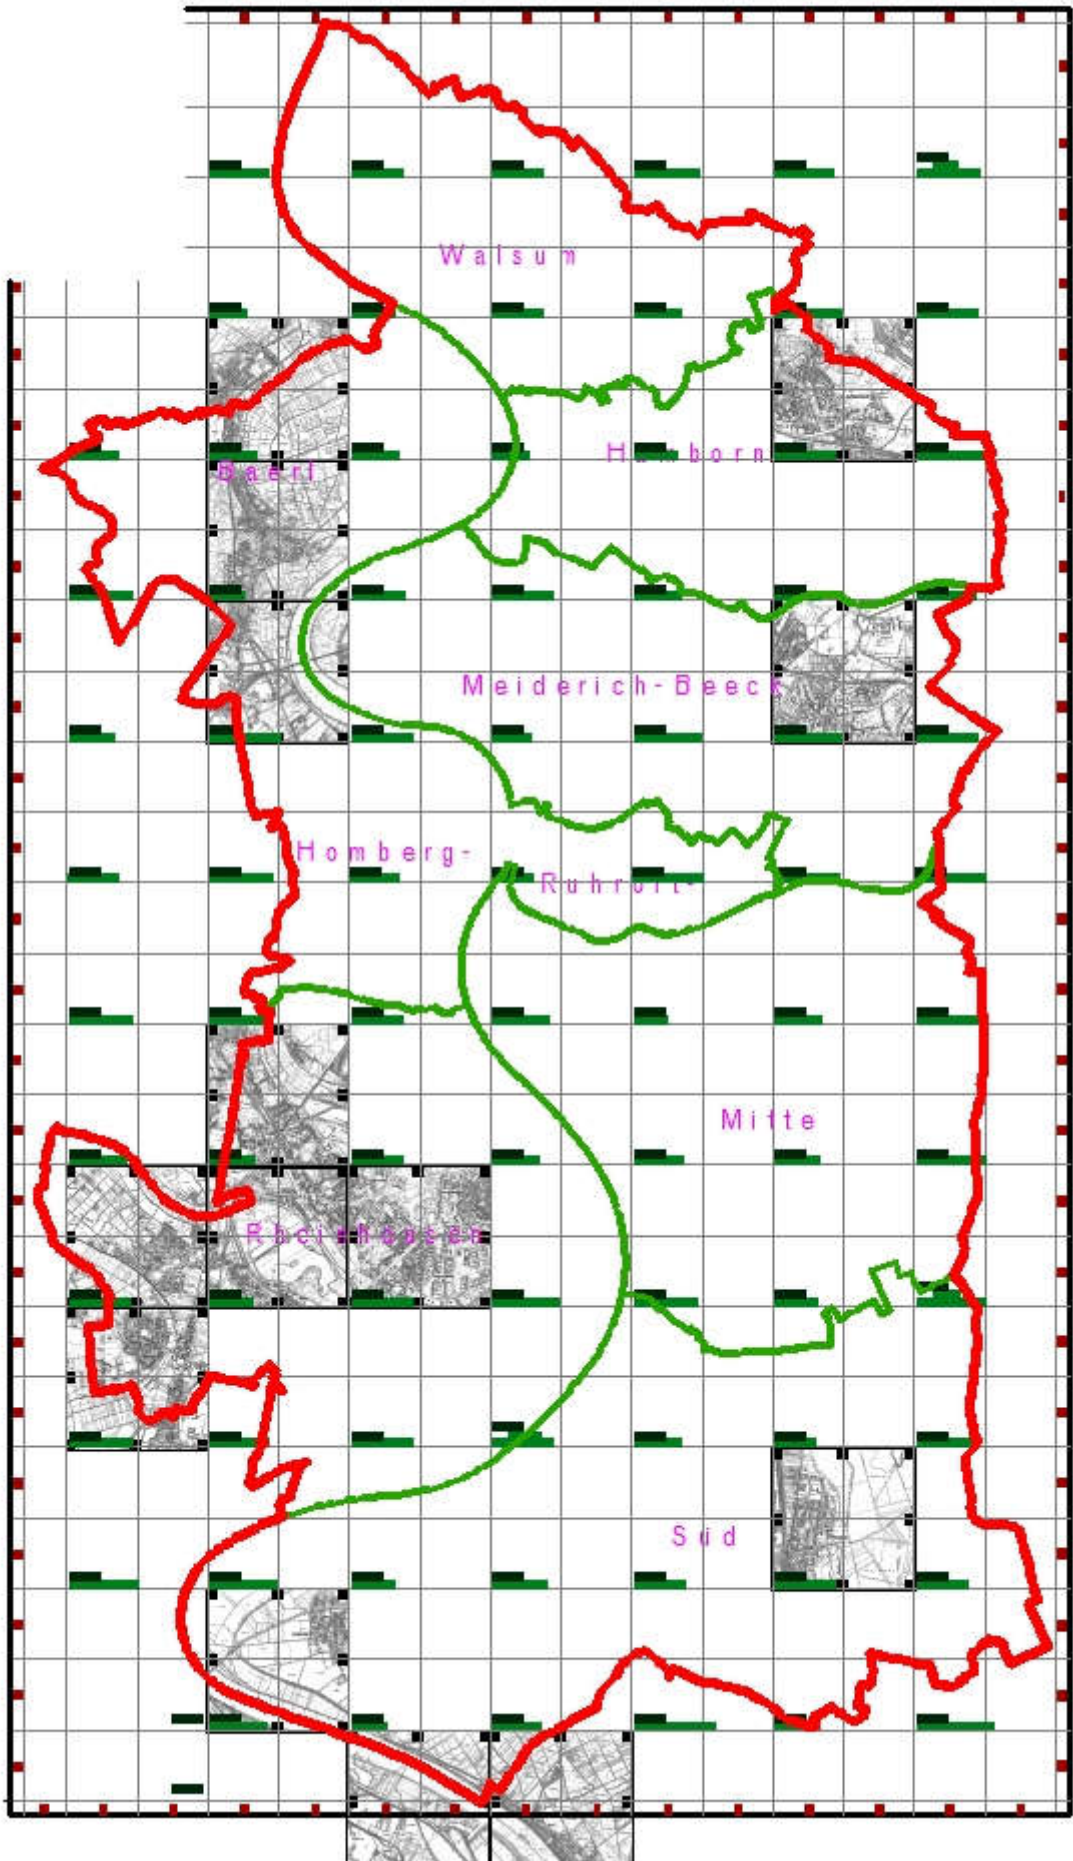 Walsum
Hamborn
Baerl
Meiderich-Beeck
Homberg-
Ruhrort-
Mitte
Rheinhausen
Süd